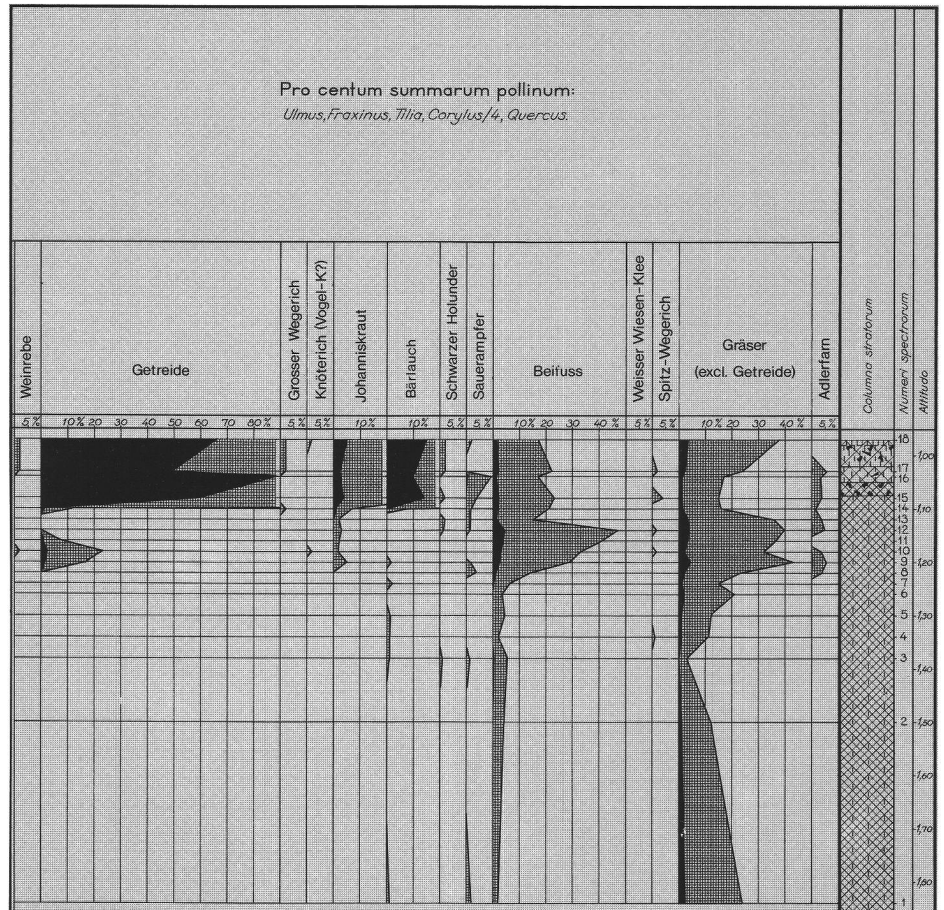 Pro centum summarum pollinum:
Ulmus, Fraxinus, Tilia, Corylus/4, Quercus.
Weinrebe
Getreide
Grosser Wegerich
Knöterich (Vogel-K?)
Johanniskraut
Bärlauch
Schwarzer Holunder
Sauerampfer
Beifuss
Weisser Wiesen-Klee
Spitz-Wegerich
Gräser
(excl. Getreide)
Adlerfarn
Columna stratorum
Numeri spectrorum
Altitudo
5% 10% 20 30 40 50 60 70 80% 5% 5% 10% 10% 5% 5% 10% 20 30 40% 5% 5% 10% 20 30 40% 5%
18
1,00
17
16
15
14
1,10
13
12
11
10
9
1,20
8
7
6
5
1,30
4
3
1,40
2
1,50
1,60
1,70
1,80
1